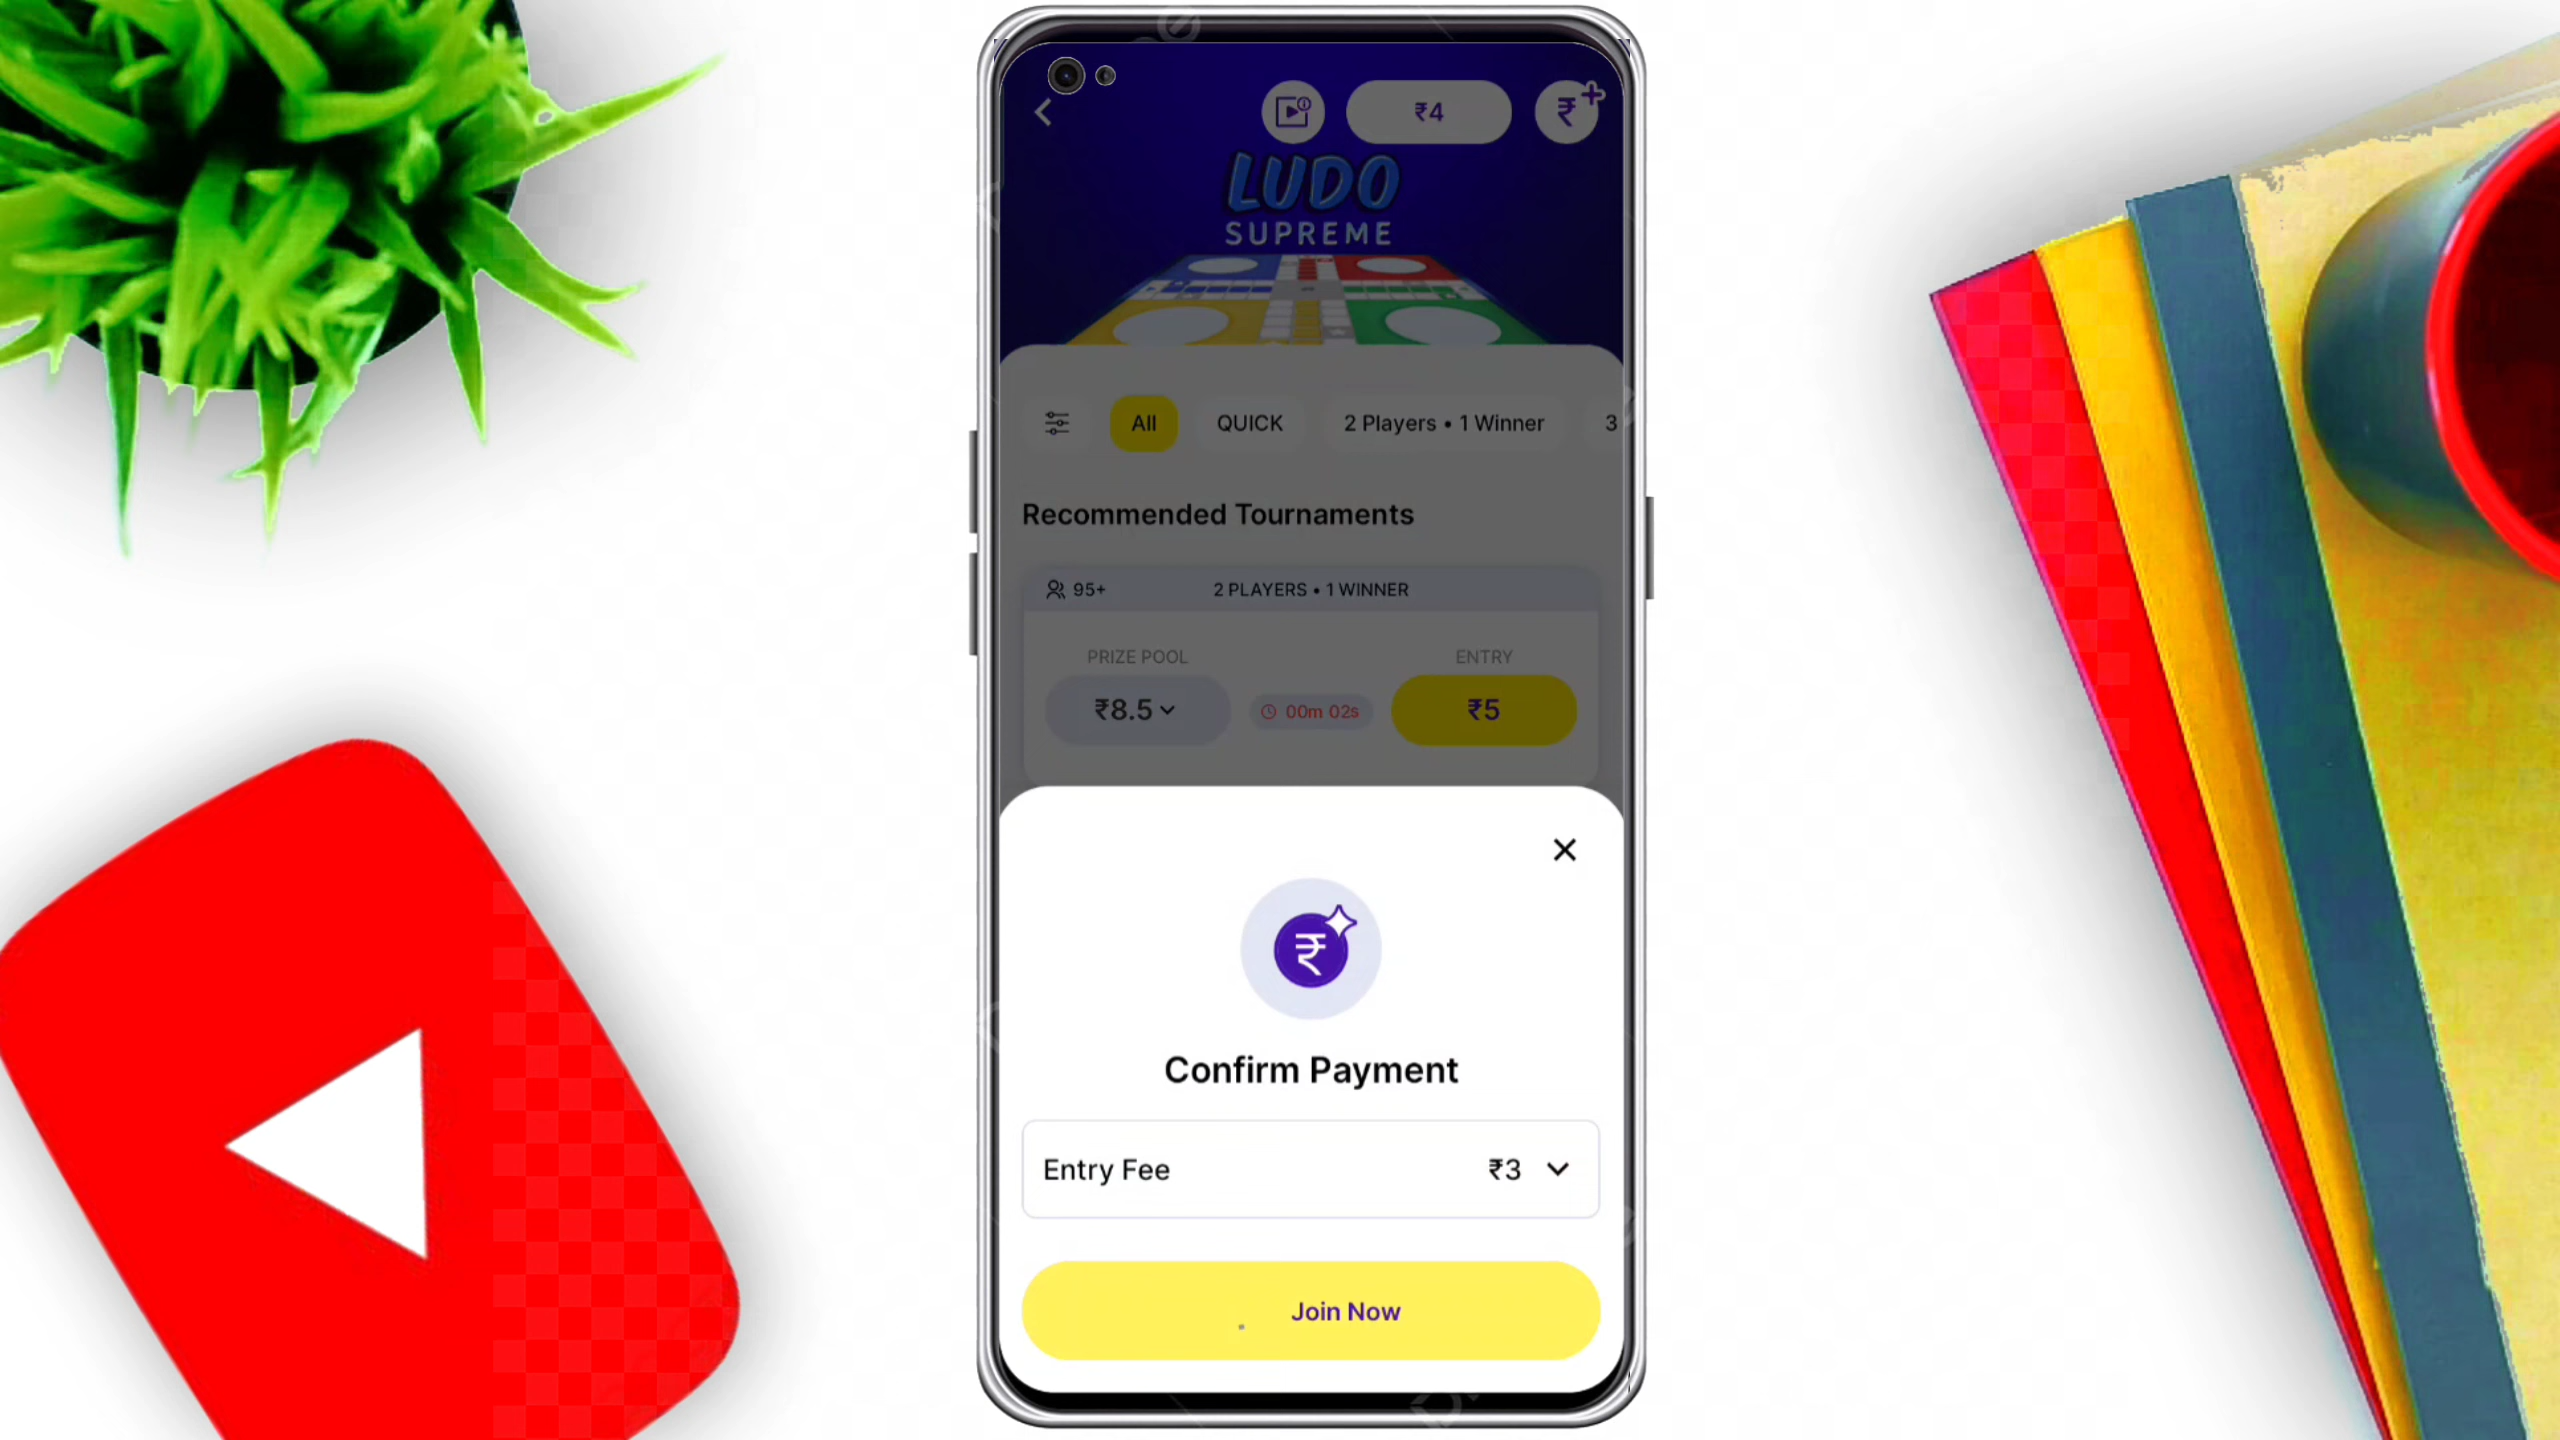 ₹4
LUDO
SUPREME
All QUICK 2 Players • 1 Winner 3
Recommended Tournaments
95+ 2 PLAYERS • 1 WINNER
PRIZE POOL ENTRY
₹8.5 00m 02s ₹5
Confirm Payment
Entry Fee ₹3
Join Now